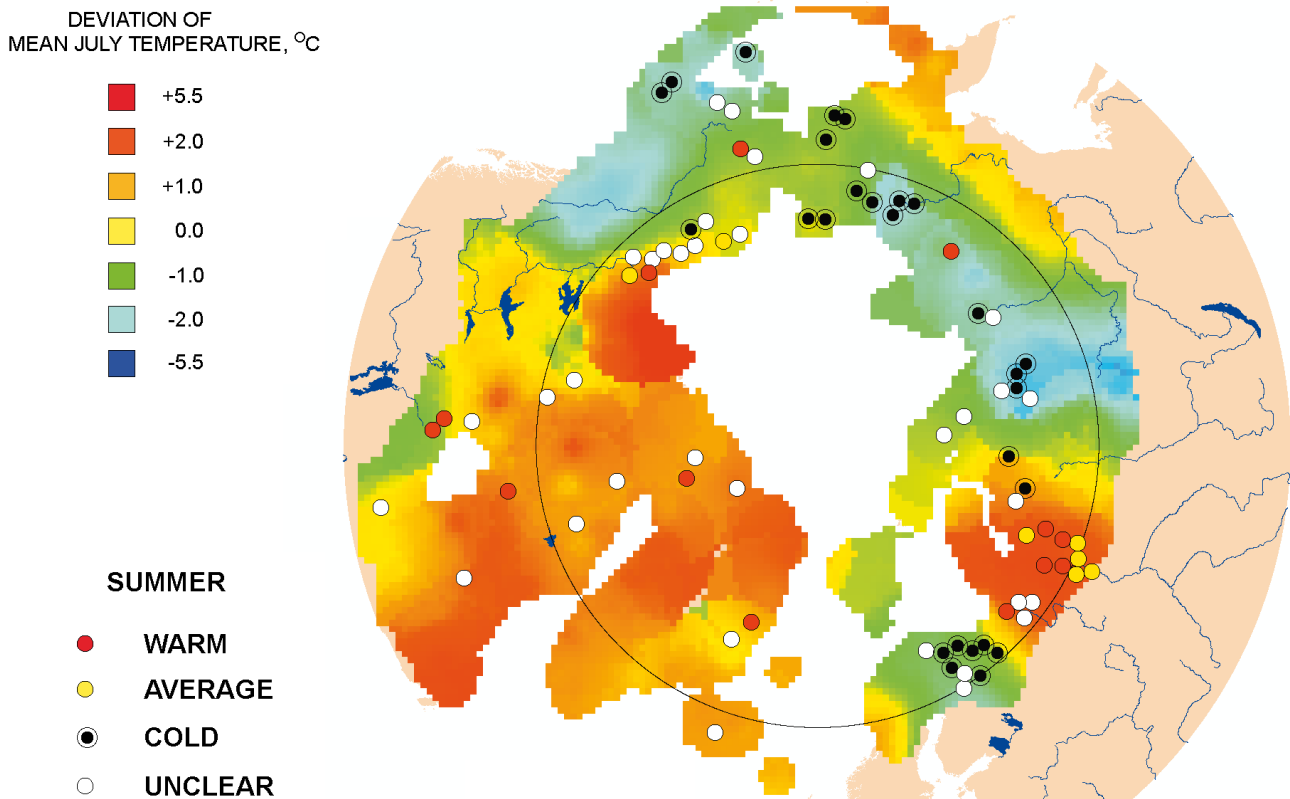 DEVIATION OF
MEAN JULY TEMPERATURE, °C
+5.5
+2.0
+1.0
0.0
-1.0
-2.0
-5.5
SUMMER
WARM
AVERAGE
COLD
UNCLEAR